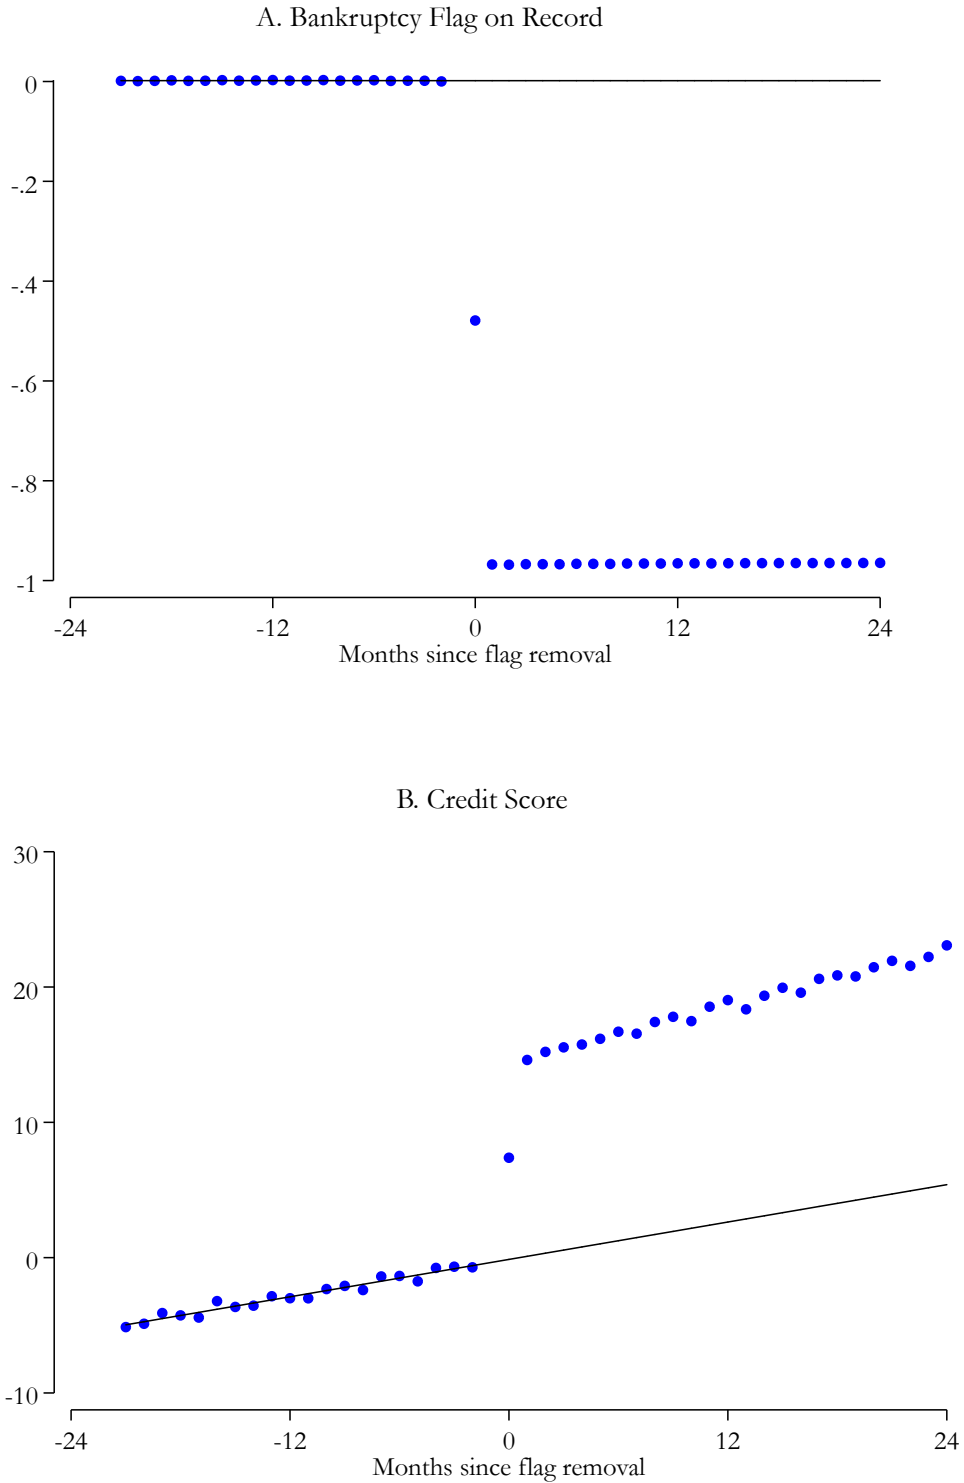 A. Bankruptcy Flag on Record
0
-.2
-.4
-.6
-.8
-1
-24 -12 0 12 24
Months since flag removal
B. Credit Score
30
20
10
0
-10
-24 -12 0 12 24
Months since flag removal